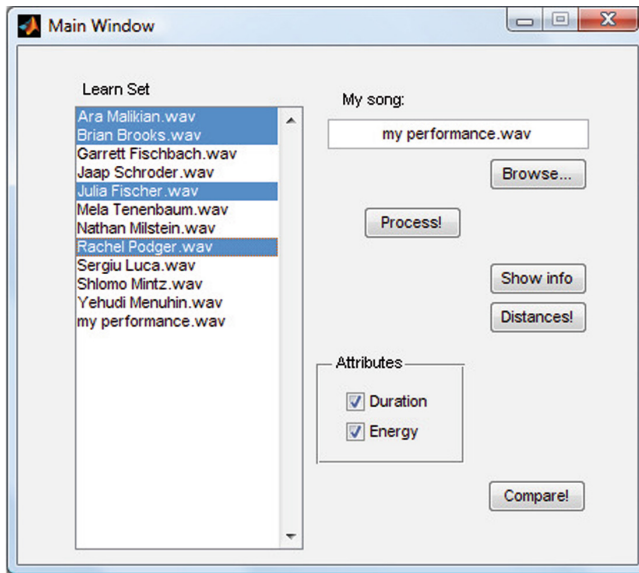 Main Window
Learn Set
Ara Malikian.wav
Brian Brooks.wav
Garrett Fischbach.wav
Jaap Schroder.wav
Julia Fischer.wav
Mela Tenenbaum.wav
Nathan Milstein.wav
Rachel Podger.wav
Sergiu Luca.wav
Shlomo Mintz.wav
Yehudi Menuhin.wav
my performance.wav
My song:
my performance.wav
Browse...
Process!
Show info
Distances!
Attributes
Duration
Energy
Compare!